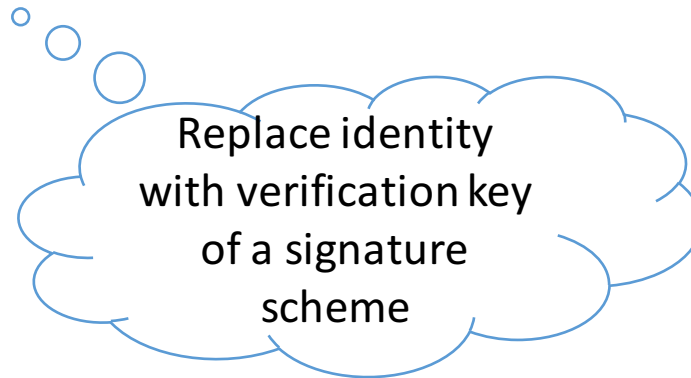 Replace identity
with verification key
of a signature
scheme